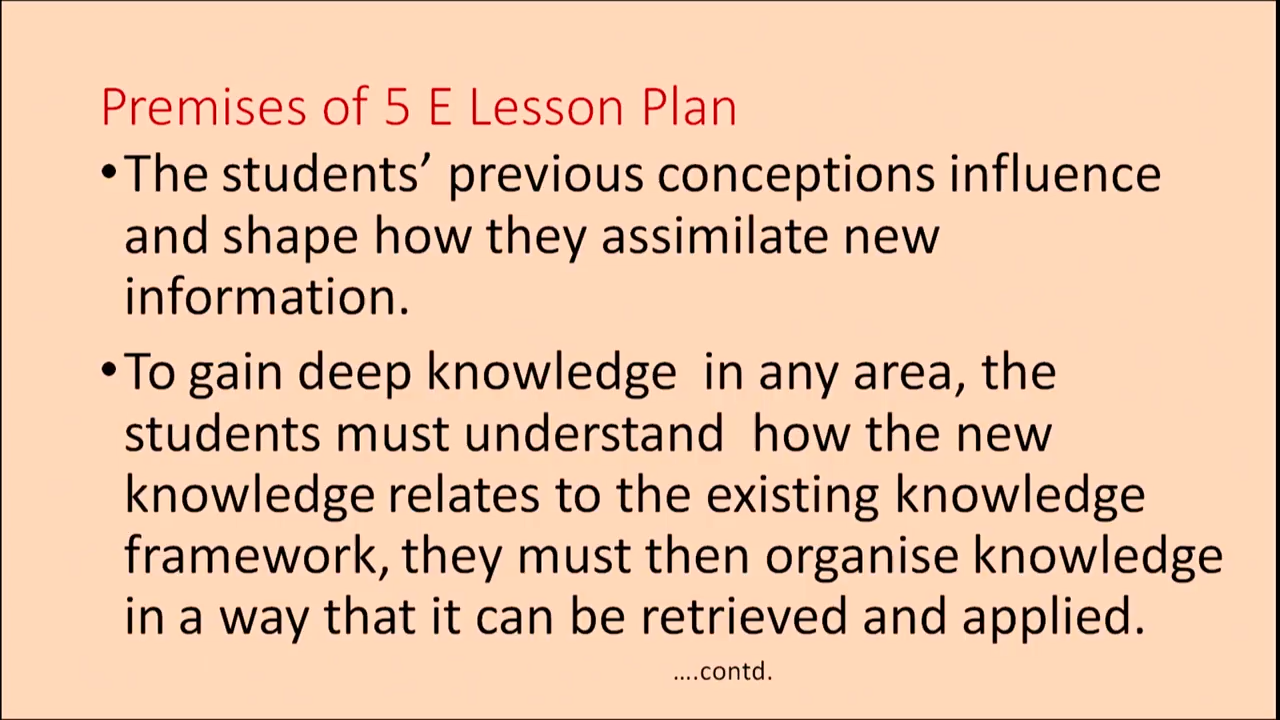 Premises of 5 E Lesson Plan
•The students’ previous conceptions influence
and shape how they assimilate new
information.
•To gain deep knowledge  in any area, the
students must understand  how the new
knowledge relates to the existing knowledge
framework, they must then organise knowledge
in a way that it can be retrieved and applied.
….contd.